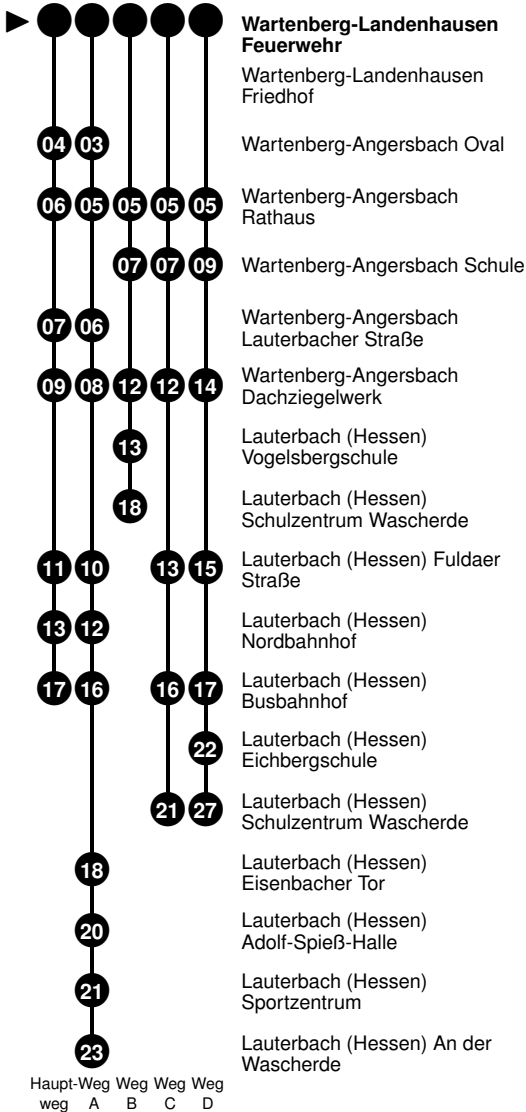 Wartenberg-Landenhausen
Feuerwehr
Wartenberg-Landenhausen
Friedhof
04 03 Wartenberg-Angersbach Oval
06 05 05 05 05 Wartenberg-Angersbach
Rathaus
07 07 09 Wartenberg-Angersbach Schule
07 06 Wartenberg-Angersbach
Lauterbacher Straße
09 08 12 12 14 Wartenberg-Angersbach
Dachziegelwerk
13 Lauterbach (Hessen)
Vogelsbergschule
18 Lauterbach (Hessen)
Schulzentrum Wascherde
11 10 13 15 Lauterbach (Hessen) Fuldaer
Straße
13 12 Lauterbach (Hessen)
Nordbahnhof
17 16 16 17 Lauterbach (Hessen)
Busbahnhof
22 Lauterbach (Hessen)
Eichbergschule
21 27 Lauterbach (Hessen)
Schulzentrum Wascherde
18 Lauterbach (Hessen)
Eisenbacher Tor
20 Lauterbach (Hessen)
Adolf-Spieß-Halle
21 Lauterbach (Hessen)
Sportzentrum
23 Lauterbach (Hessen) An der
Wascherde
Haupt- Weg Weg Weg Weg
weg A B C D